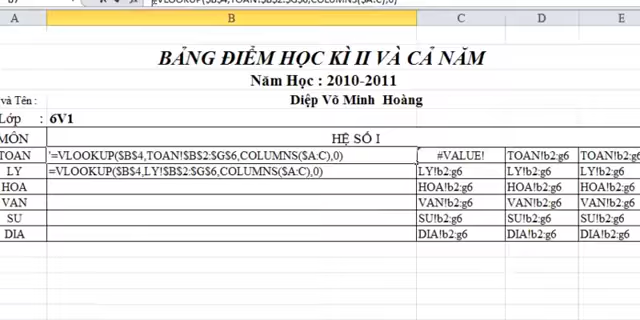 =VLOOKUP($B$4,TOAN!$B$2:$G$6,COLUMNS($A:C),0)
A B C D E
BẢNG ĐIỂM HỌC KÌ II VÀ CẢ NĂM
Năm Học : 2010-2011
và Tên : Diệp Võ Minh Hoàng
Lớp : 6V1
MÔN HỆ SỐ I
TOAN '=VLOOKUP($B$4,TOAN!$B$2:$G$6,COLUMNS($A:C),0) #VALUE! TOAN!b2:g6 TOAN!b2:g6
LY =VLOOKUP($B$4,LY!$B$2:$G$6,COLUMNS($A:C),0) LY!b2:g6 LY!b2:g6 LY!b2:g6
HOA HOA!b2:g6 HOA!b2:g6 HOA!b2:g6
VAN VAN!b2:g6 VAN!b2:g6 VAN!b2:g6
SU SU!b2:g6 SU!b2:g6 SU!b2:g6
DIA DIA!b2:g6 DIA!b2:g6 DIA!b2:g6